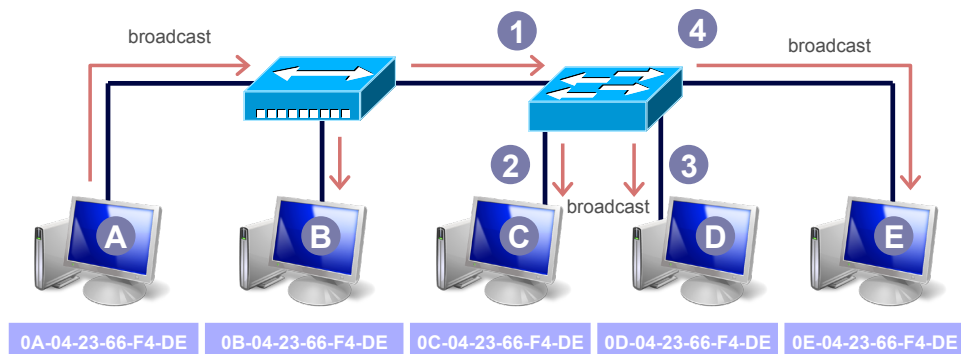 broadcast
1
4
broadcast
2
3
broadcast
A
B
C
D
E
0A-04-23-66-F4-DE
0B-04-23-66-F4-DE
0C-04-23-66-F4-DE
0D-04-23-66-F4-DE
0E-04-23-66-F4-DE